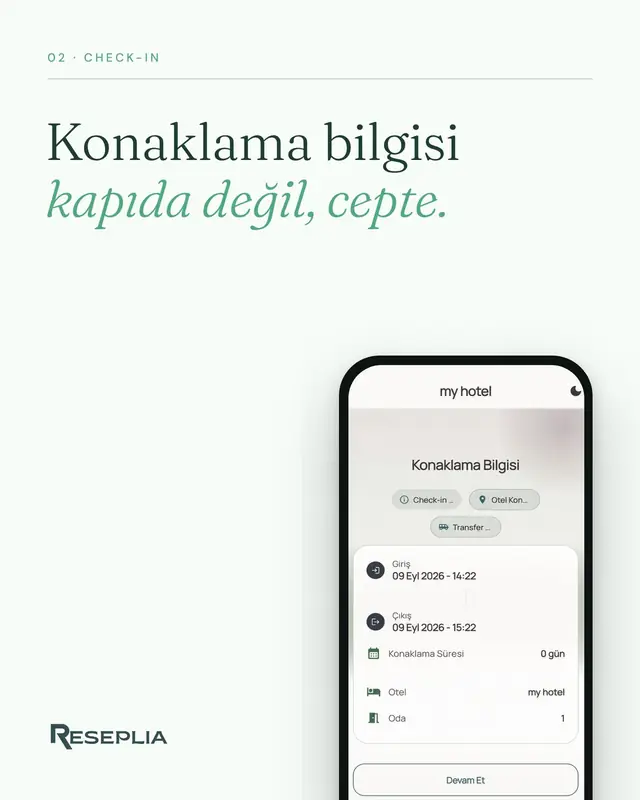 02 · CHECK-IN
Konaklama bilgisi
kapıda değil, cepte.
my hotel
Konaklama Bilgisi
Check-in ...
Otel Kon...
Transfer ...
Giriş
09 Eyl 2026 - 14:22
Çıkış
09 Eyl 2026 - 15:22
Konaklama Süresi 0 gün
Otel my hotel
Oda 1
Devam Et
RESEPLIA